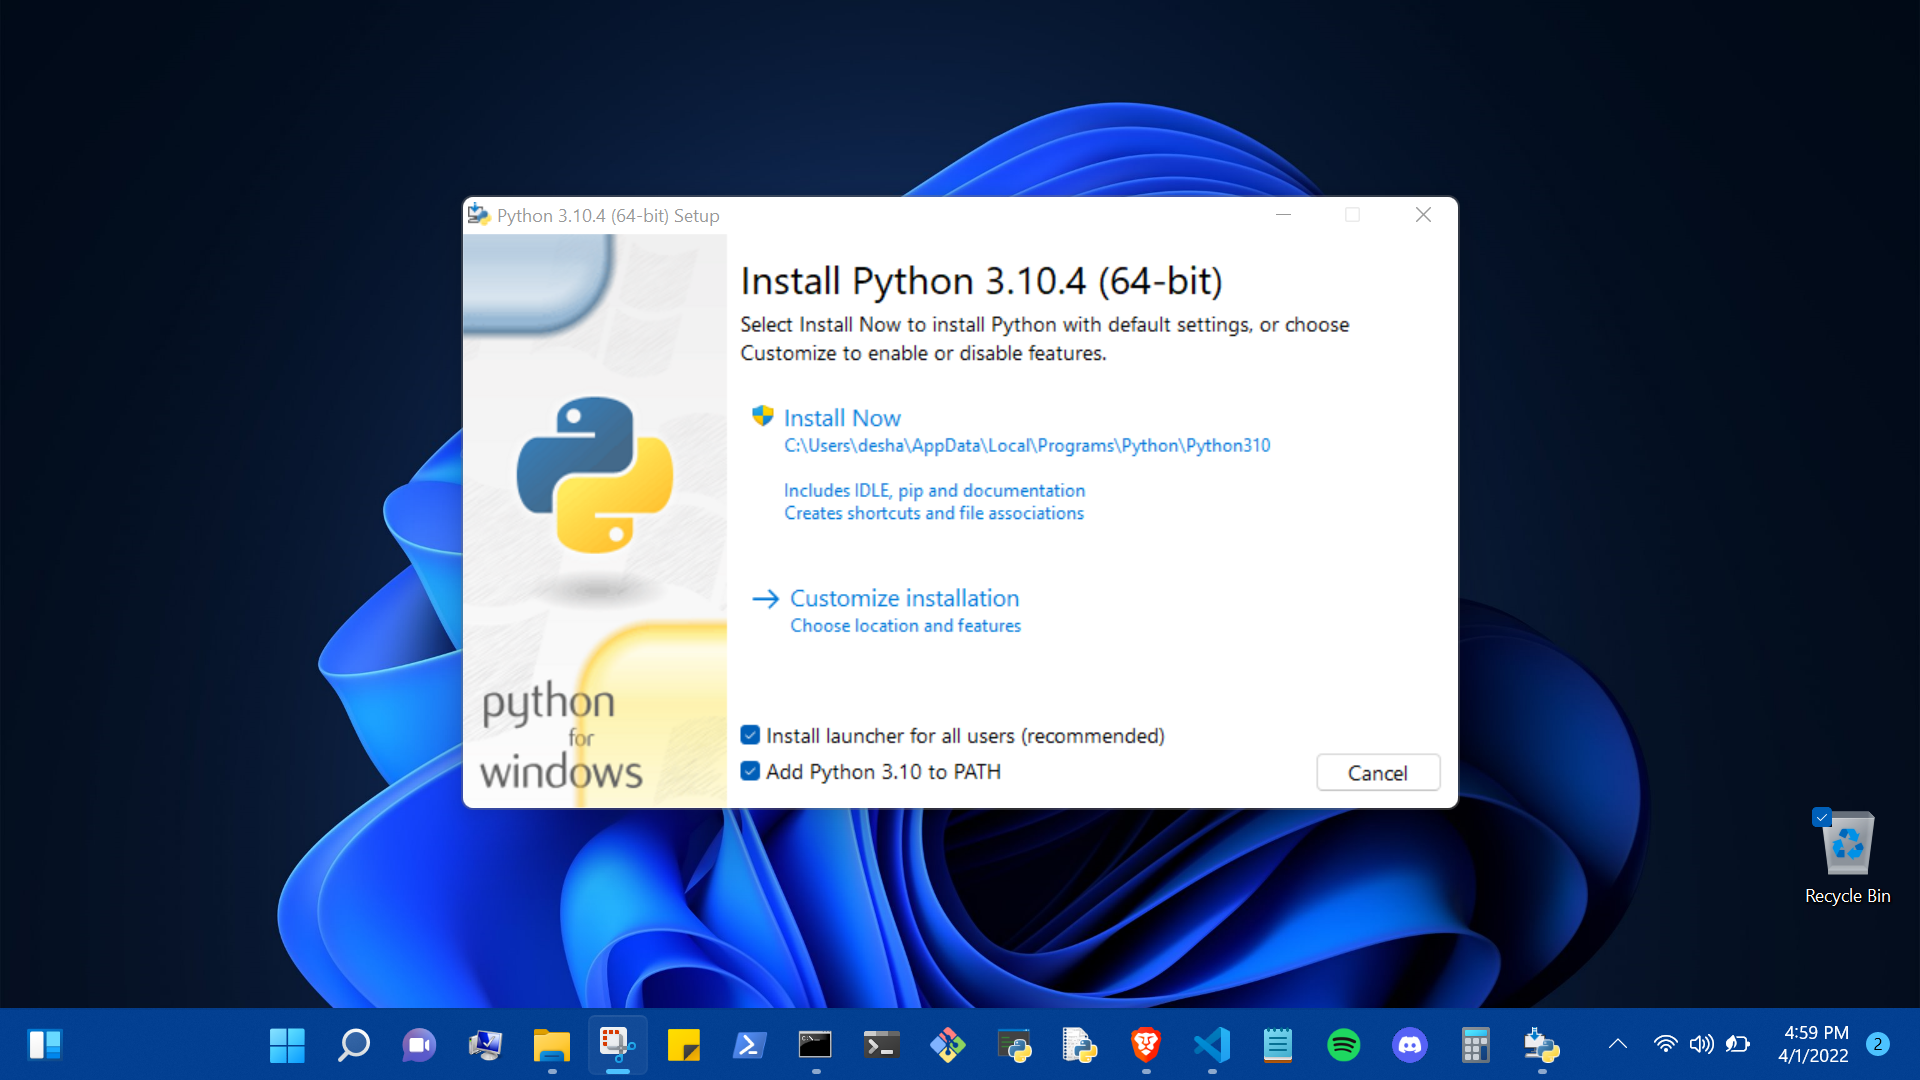 Python 3.10.4 (64-bit) Setup
Install Python 3.10.4 (64-bit)
Select Install Now to install Python with default settings, or choose
Customize to enable or disable features.
Install Now
C:\Users\desha\AppData\Local\Programs\Python\Python310
Includes IDLE, pip and documentation
Creates shortcuts and file associations
Customize installation
Choose location and features
python
for
windows
Install launcher for all users (recommended)
Add Python 3.10 to PATH
Cancel
Recycle Bin
4:59 PM
4/1/2022
2